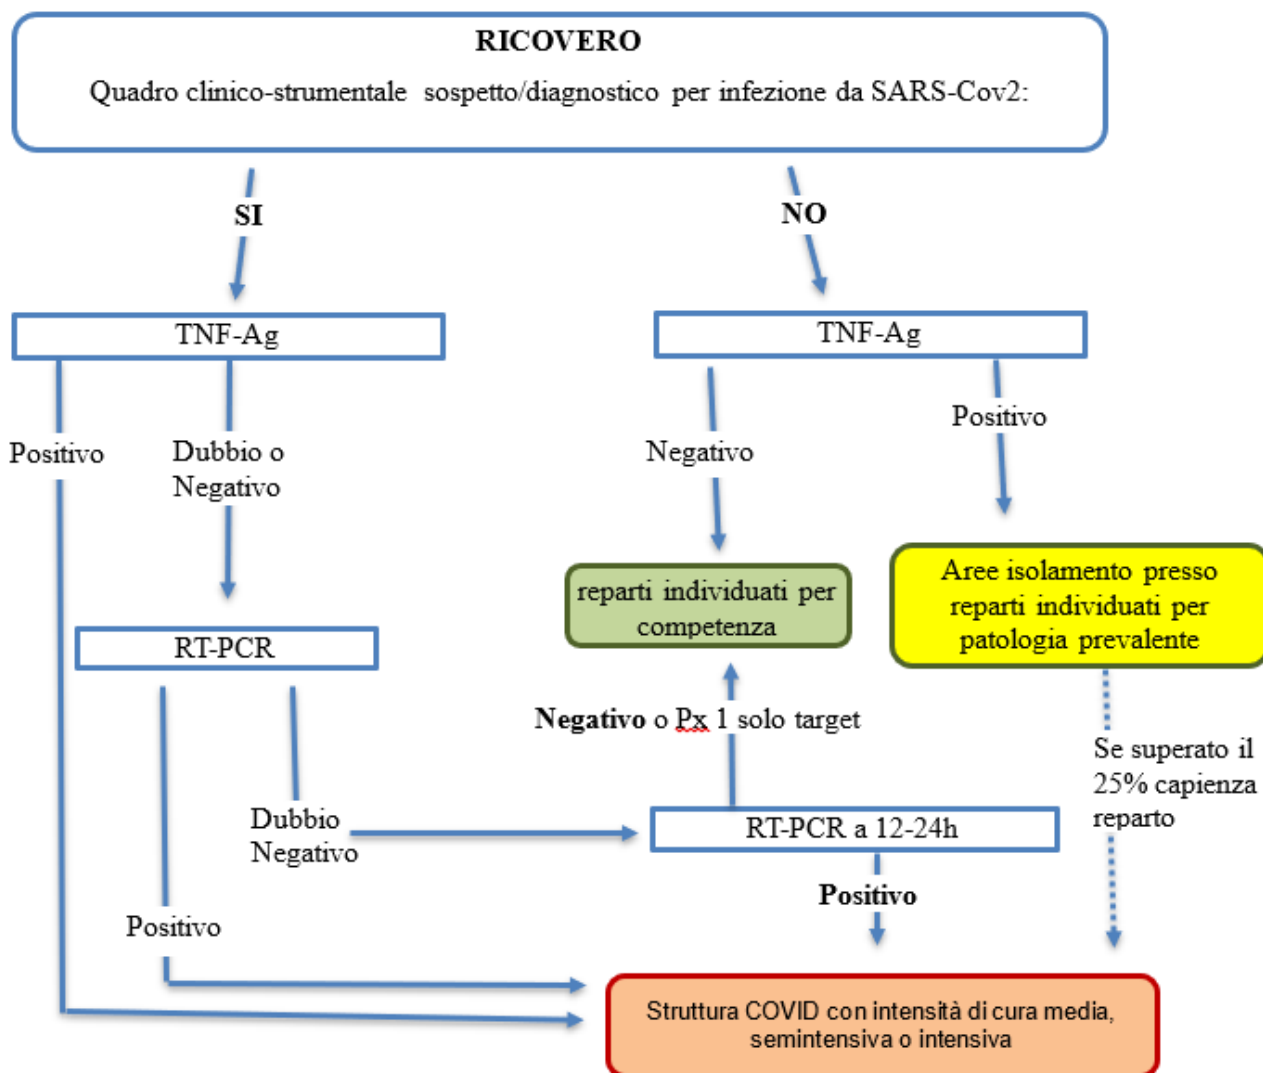 RICOVERO
Quadro clinico-strumentale sospetto/diagnostico per infezione da SARS-Cov2:
SI
NO
TNF-Ag
TNF-Ag
Positivo
Dubbio o
Negativo
Negativo
Positivo
reparti individuati per
competenza
Aree isolamento presso
reparti individuati per
patologia prevalente
RT-PCR
Negativo o Px 1 solo target
Se superato il
25% capienza
reparto
Dubbio
Negativo
RT-PCR a 12-24h
Positivo
Positivo
Struttura COVID con intensità di cura media,
semintensiva o intensiva